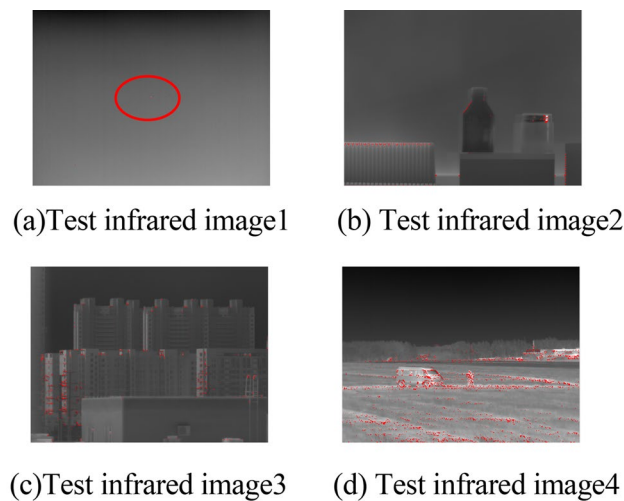 (a)Test infrared image1
(b) Test infrared image2
(c)Test infrared image3
(d) Test infrared image4